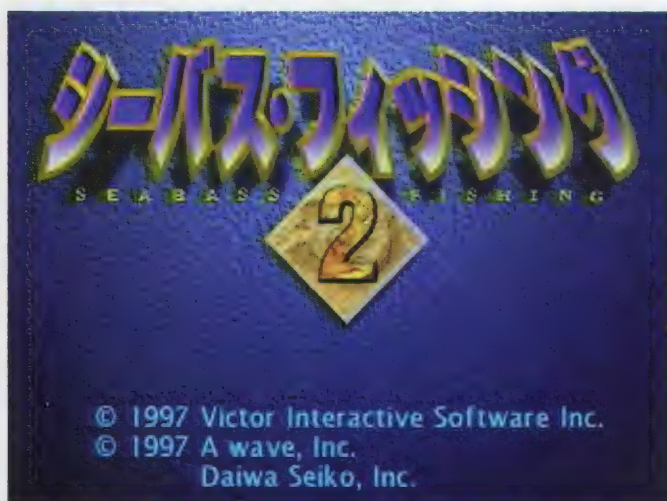 シーバス・フィッシング
SEABASS FISHING
2
© 1997 Victor Interactive Software Inc.
© 1997 A wave, Inc.
Daiwa Seiko, Inc.